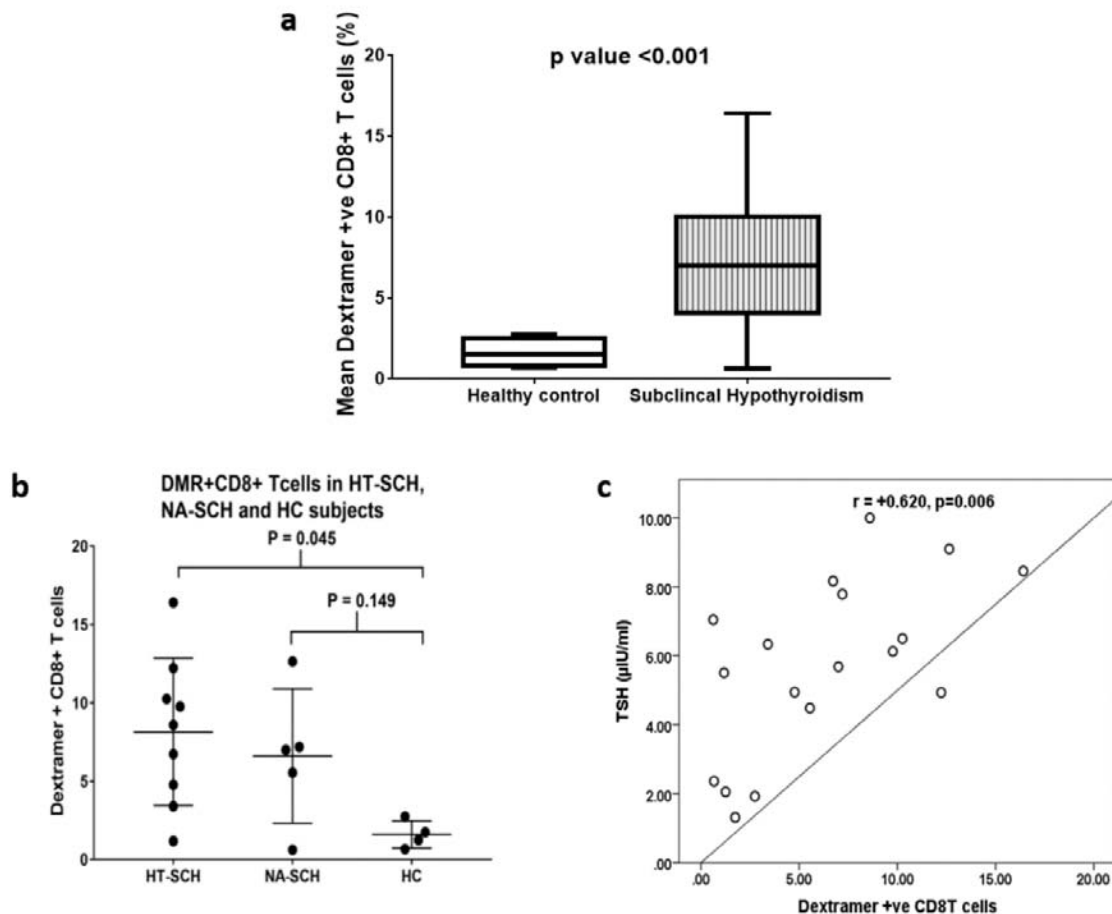 a
Mean Dextramer +ve CD8+ T cells (%)
p value <0.001
20
15
10
5
0
Healthy control
Subclincal Hypothyroidism
b
DMR+CD8+ Tcells in HT-SCH,
NA-SCH and HC subjects
P = 0.045
P = 0.149
Dextramer + CD8+ T cells
20
15
10
5
0
HT-SCH
NA-SCH
HC
c
r = +0.620, p=0.006
TSH (µIU/ml)
10.00
8.00
6.00
4.00
2.00
.00
.00
5.00
10.00
15.00
20.00
Dextramer +ve CD8T cells